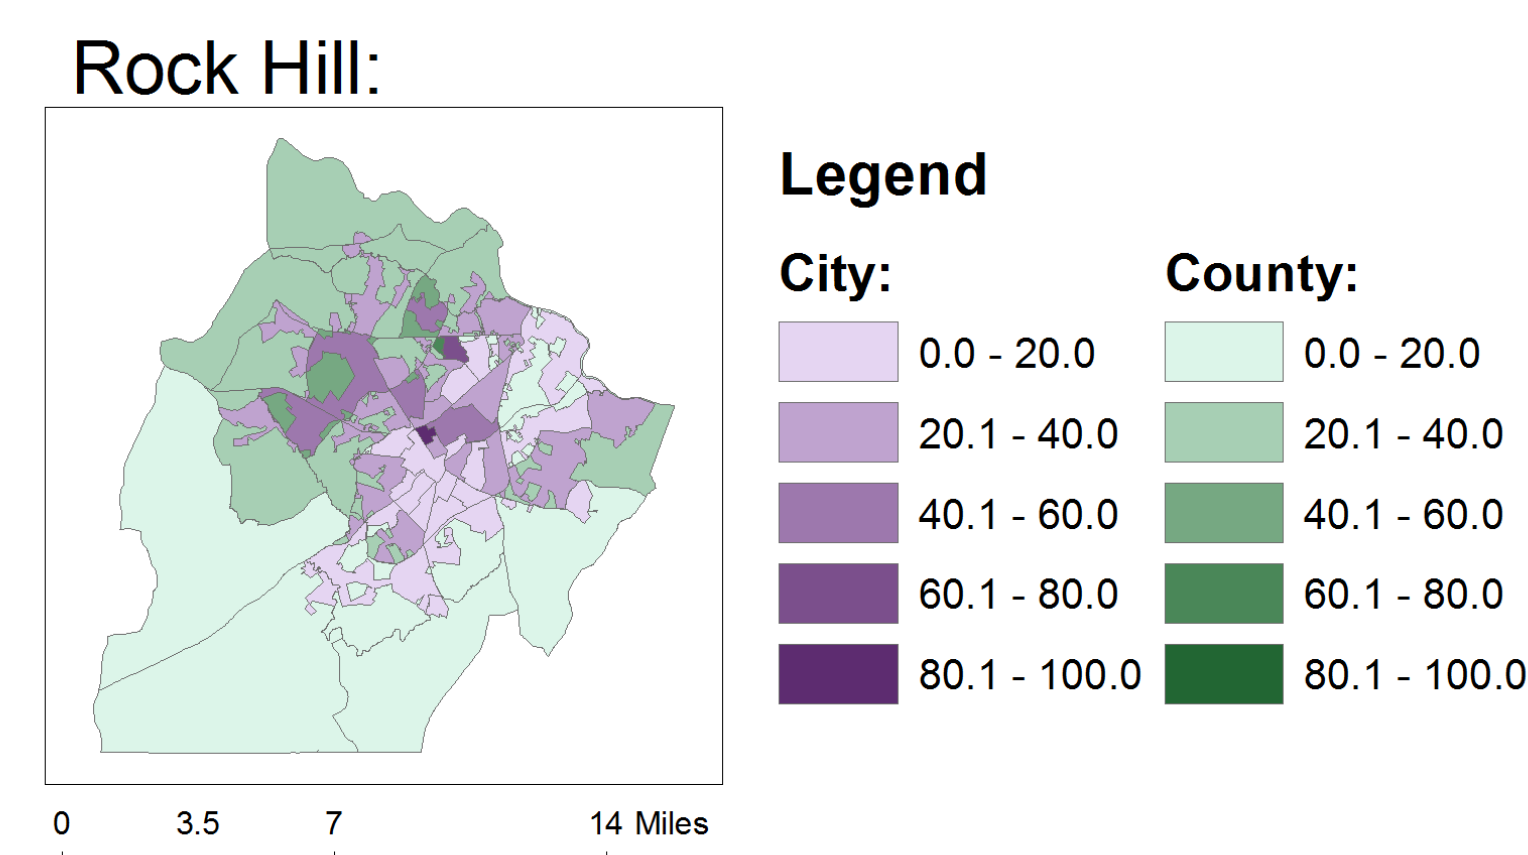 Rock Hill:
Legend
City: County:
0.0 - 20.0 0.0 - 20.0
20.1 - 40.0 20.1 - 40.0
40.1 - 60.0 40.1 - 60.0
60.1 - 80.0 60.1 - 80.0
80.1 - 100.0 80.1 - 100.0
0 3.5 7 14 Miles